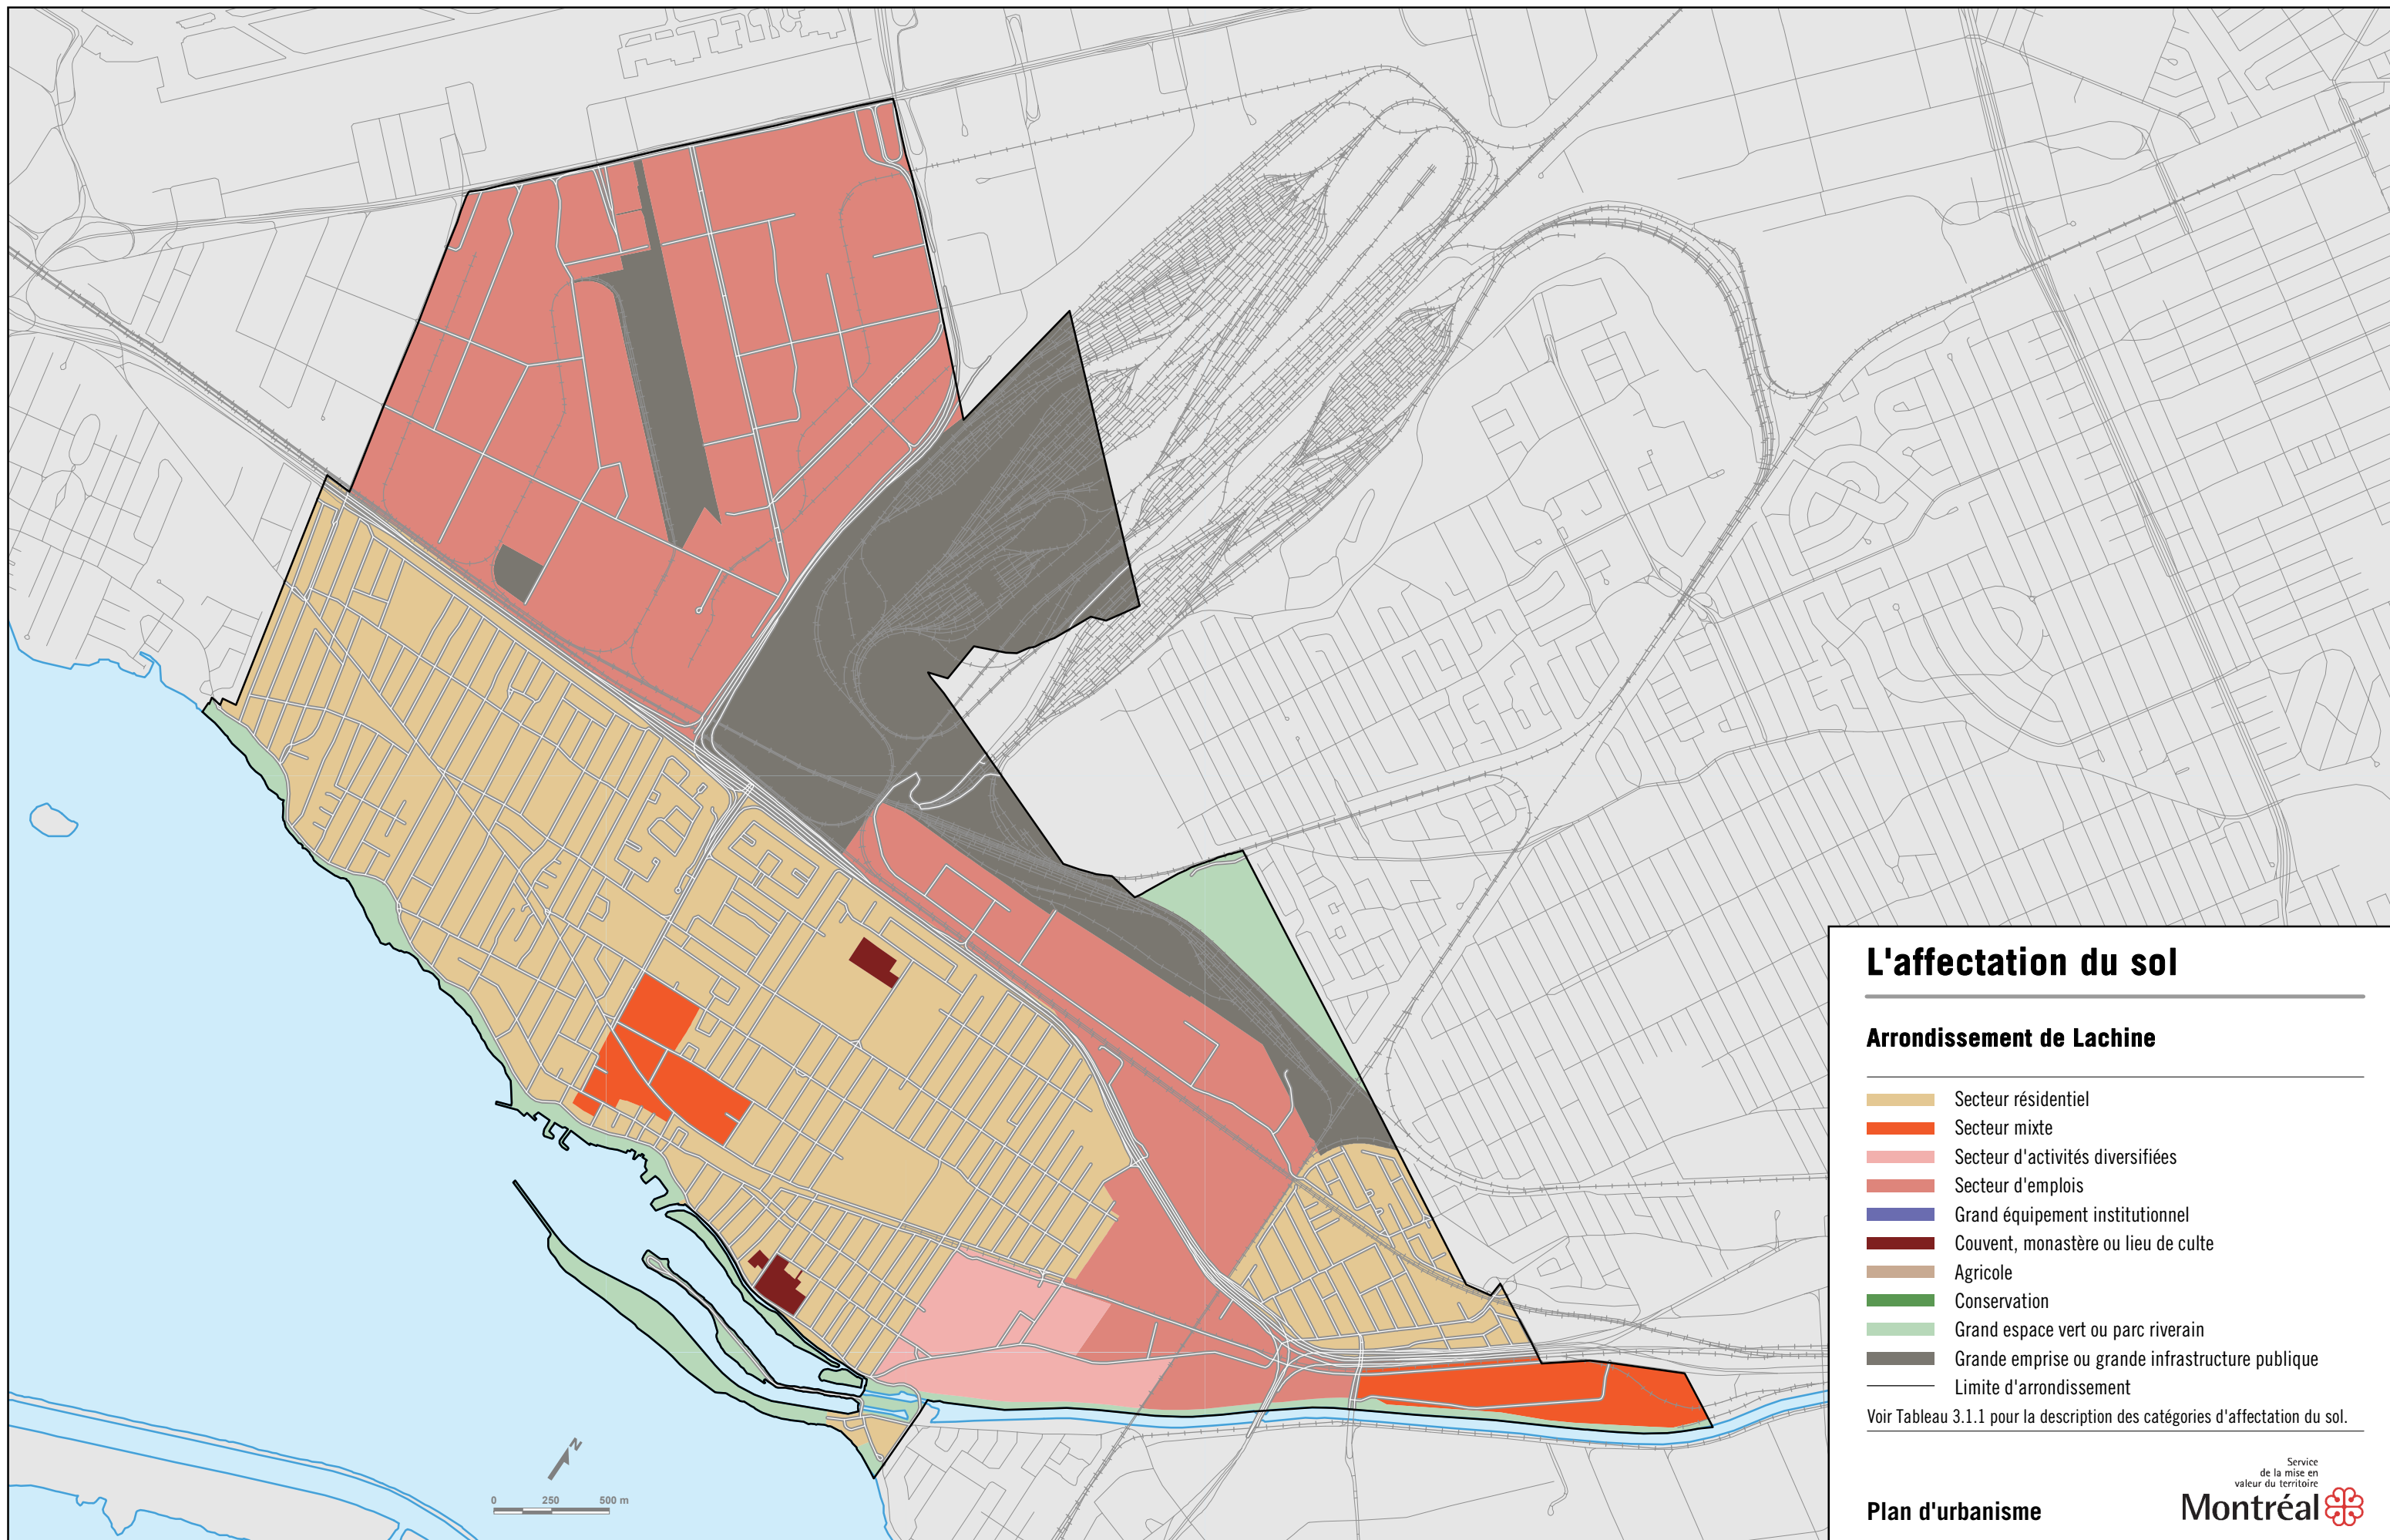 L'affectation du sol
Arrondissement de Lachine
Secteur résidentiel
Secteur mixte
Secteur d'activités diversifiées
Secteur d'emplois
Grand équipement institutionnel
Couvent, monastère ou lieu de culte
Agricole
Conservation
Grand espace vert ou parc riverain
Grande emprise ou grande infrastructure publique
Limite d'arrondissement
Voir Tableau 3.1.1 pour la description des catégories d'affectation du sol.
N
0 250 500 m
Service
de la mise en
valeur du territoire
Plan d'urbanisme
Montréal